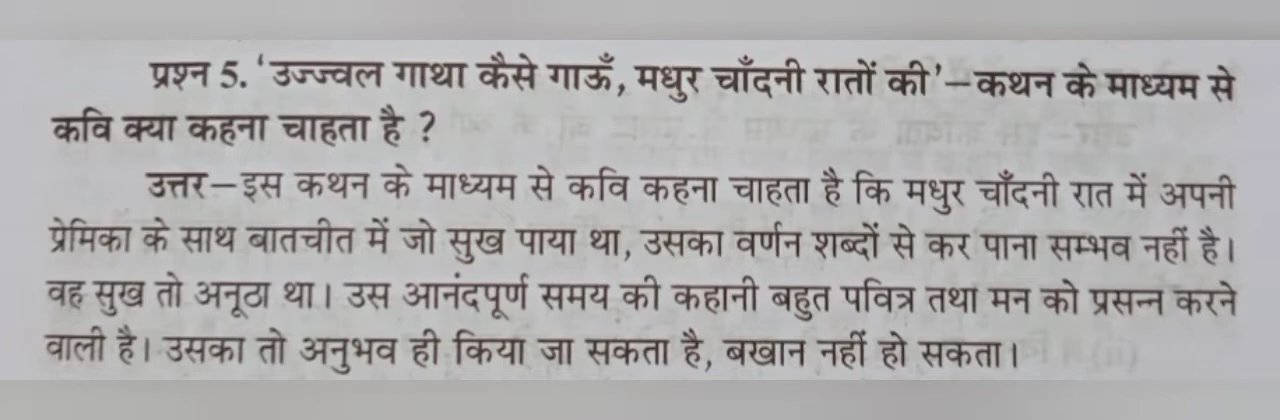 प्रश्न 5. 'उज्ज्वल गाथा कैसे गाऊँ, मधुर चाँदनी रातों की' – कथन के माध्यम से
कवि क्या कहना चाहता है ?
उत्तर – इस कथन के माध्यम से कवि कहना चाहता है कि मधुर चाँदनी रात में अपनी
प्रेमिका के साथ बातचीत में जो सुख पाया था, उसका वर्णन शब्दों से कर पाना सम्भव नहीं है।
वह सुख तो अनूठा था। उस आनंदपूर्ण समय की कहानी बहुत पवित्र तथा मन को प्रसन्न करने
वाली है। उसका तो अनुभव ही किया जा सकता है, बखान नहीं हो सकता।